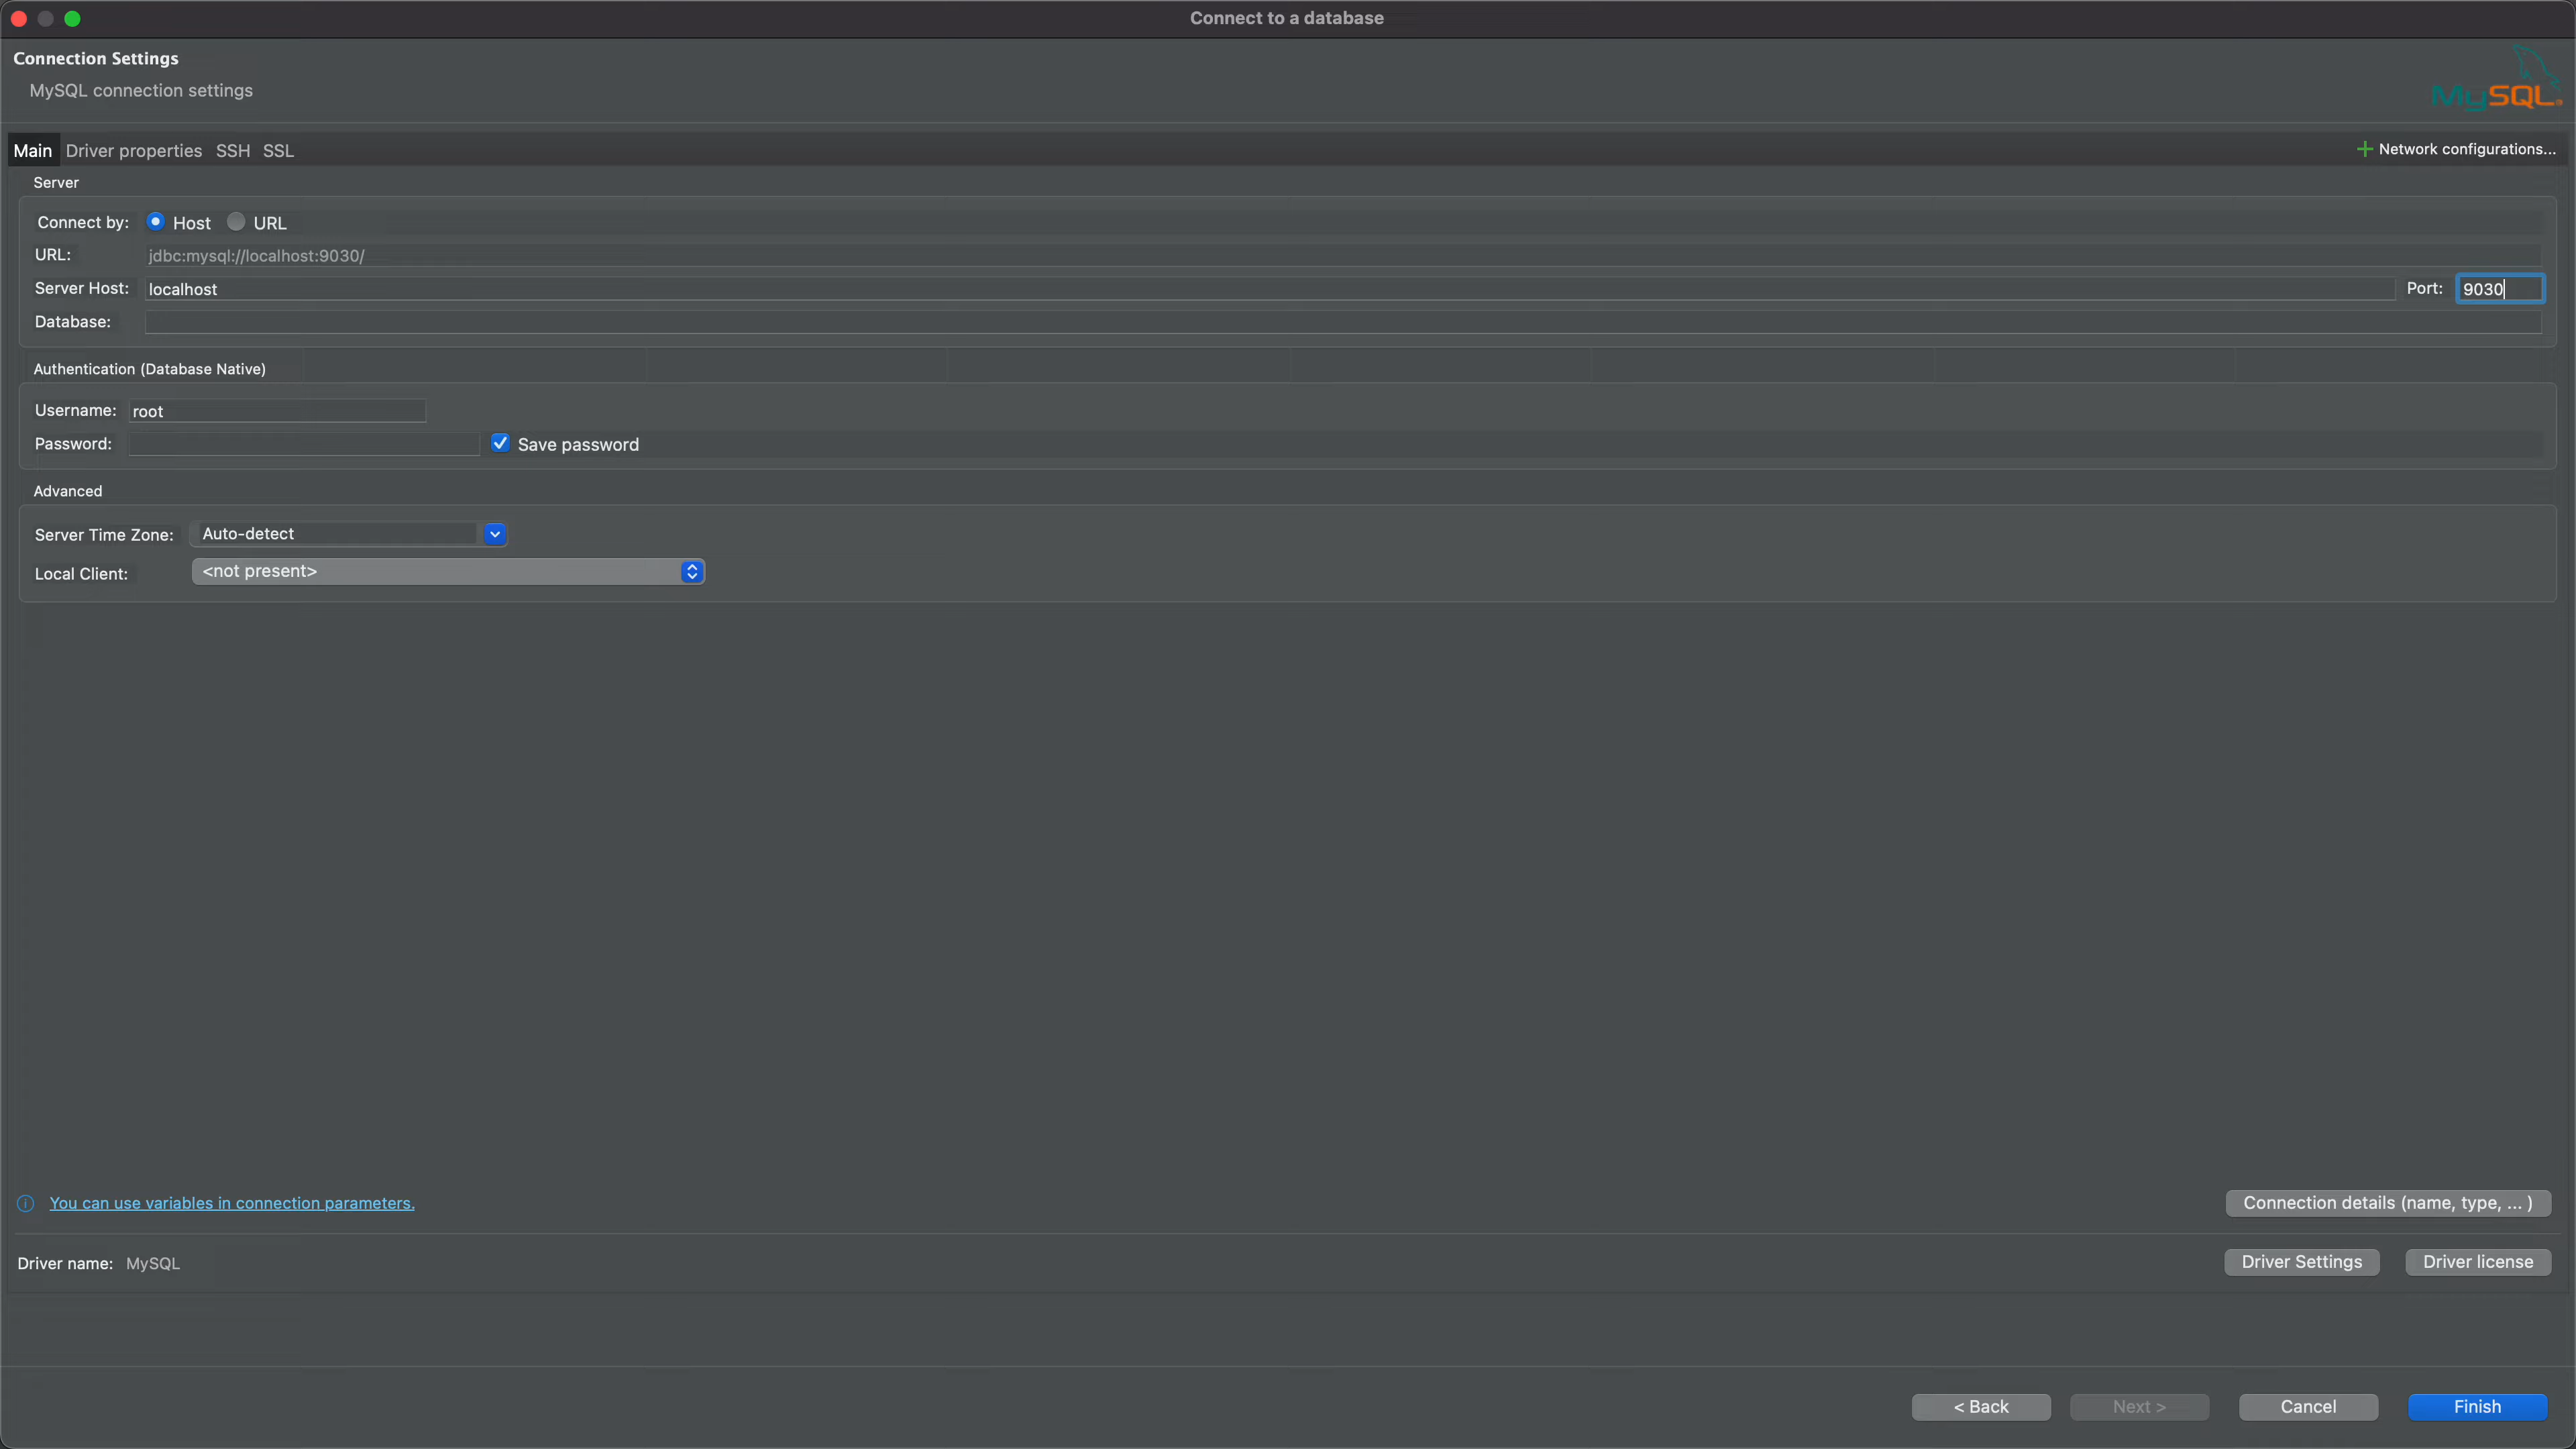 Connect to a database
Connection Settings
MySQL connection settings
MySQL®
Main Driver properties SSH SSL
Network configurations...
Server
Connect by: Host URL
URL: jdbc:mysql://localhost:9030/
Server Host: localhost Port: 9030
Database:
Authentication (Database Native)
Username: root
Password: Save password
Advanced
Server Time Zone: Auto-detect
Local Client: <not present>
You can use variables in connection parameters. Connection details (name, type, ... )
Driver name: MySQL Driver Settings Driver license
< Back Next > Cancel Finish